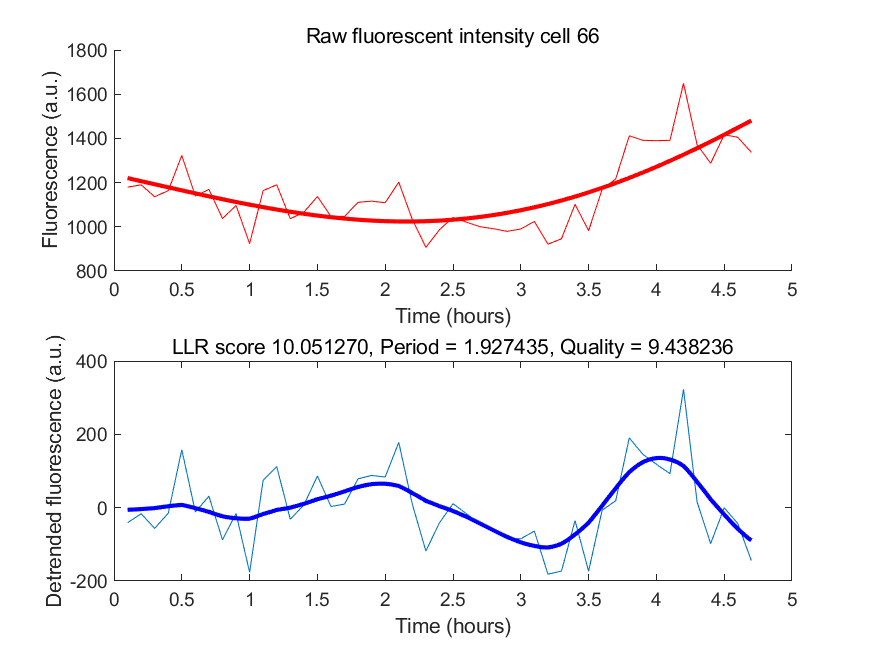 Raw fluorescent intensity cell 66
1800
1600
1400
1200
1000
800
Fluorescence (a.u.)
0 0.5 1 1.5 2 2.5 3 3.5 4 4.5 5
Time (hours)
LLR score 10.051270, Period = 1.927435, Quality = 9.438236
400
200
0
-200
Detrended fluorescence (a.u.)
0 0.5 1 1.5 2 2.5 3 3.5 4 4.5 5
Time (hours)